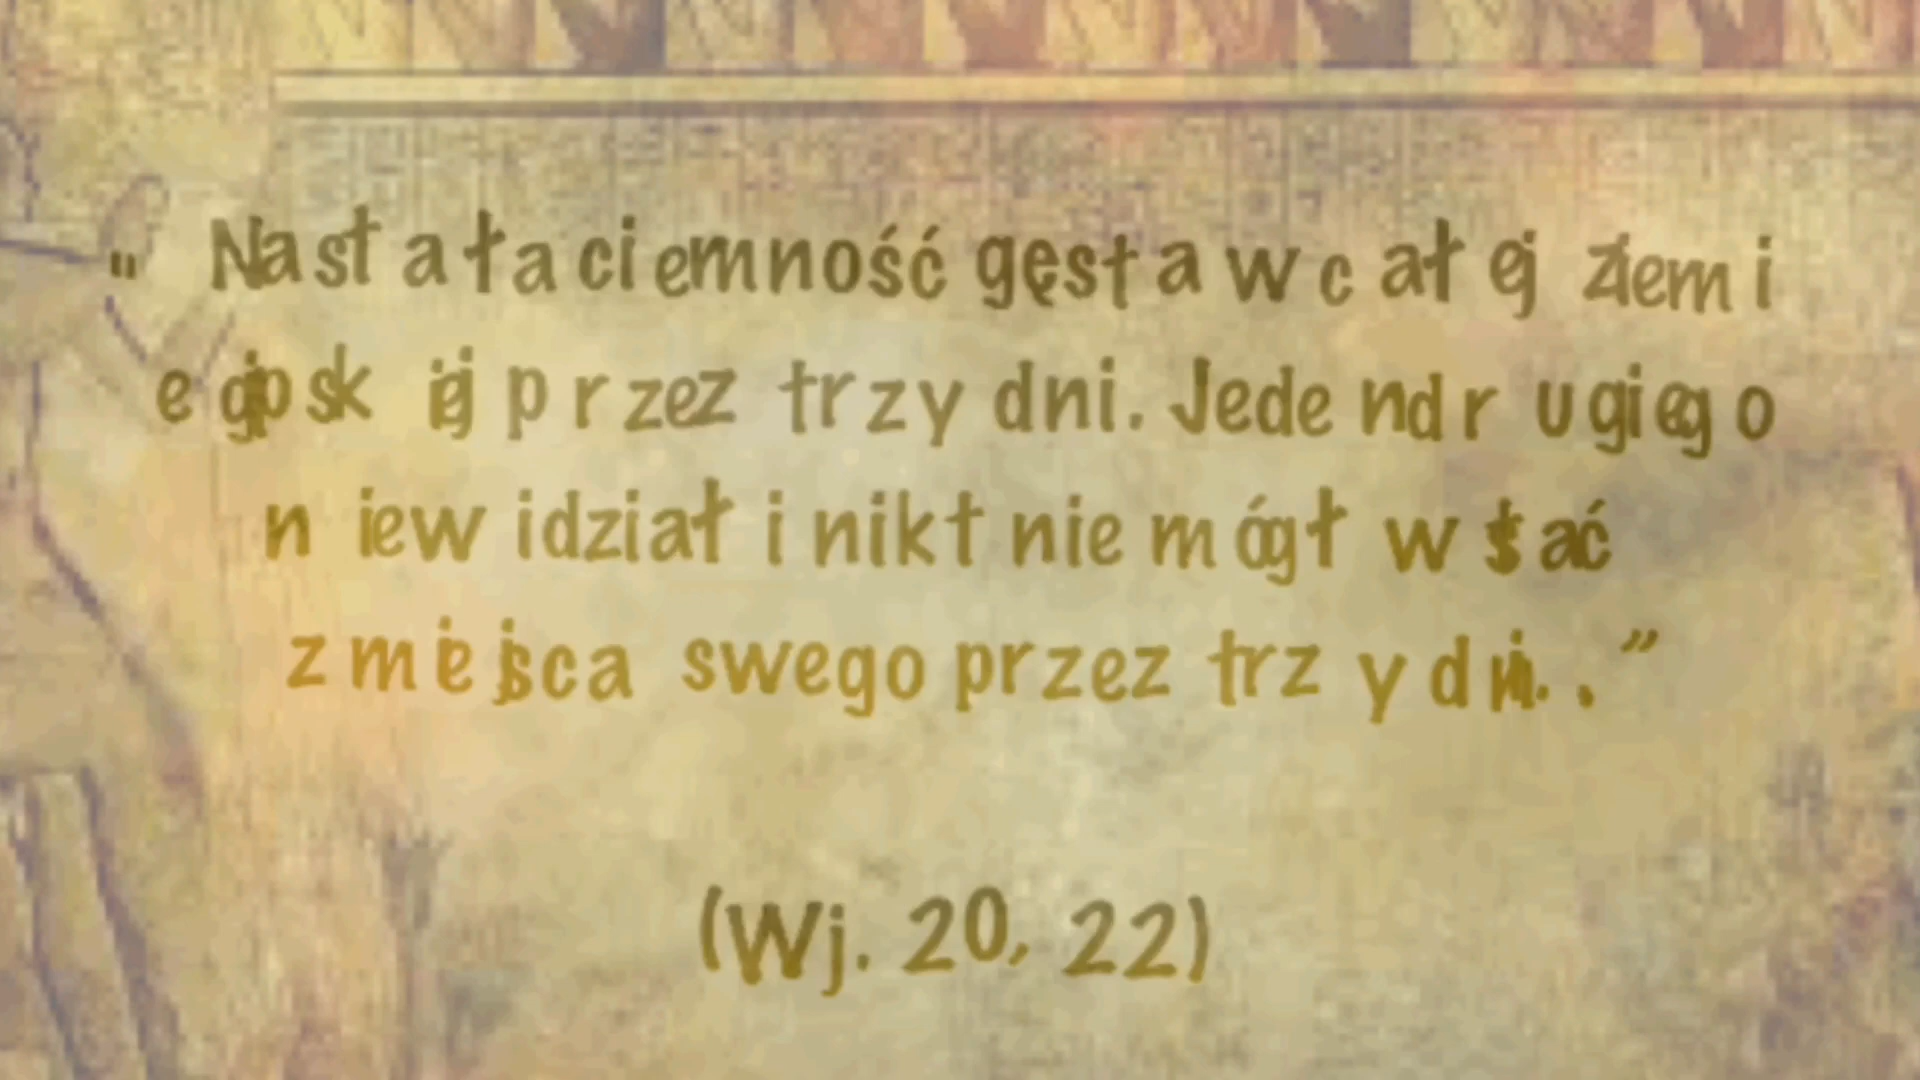 " Nastała ciemność gęsta w całej ziemi
egipskiej przez trzy dni. Jeden drugiego
nie widział i nikt nie mógł wstać
z miejsca swego przez trzy dni. . ”
(Wj. 20, 22)